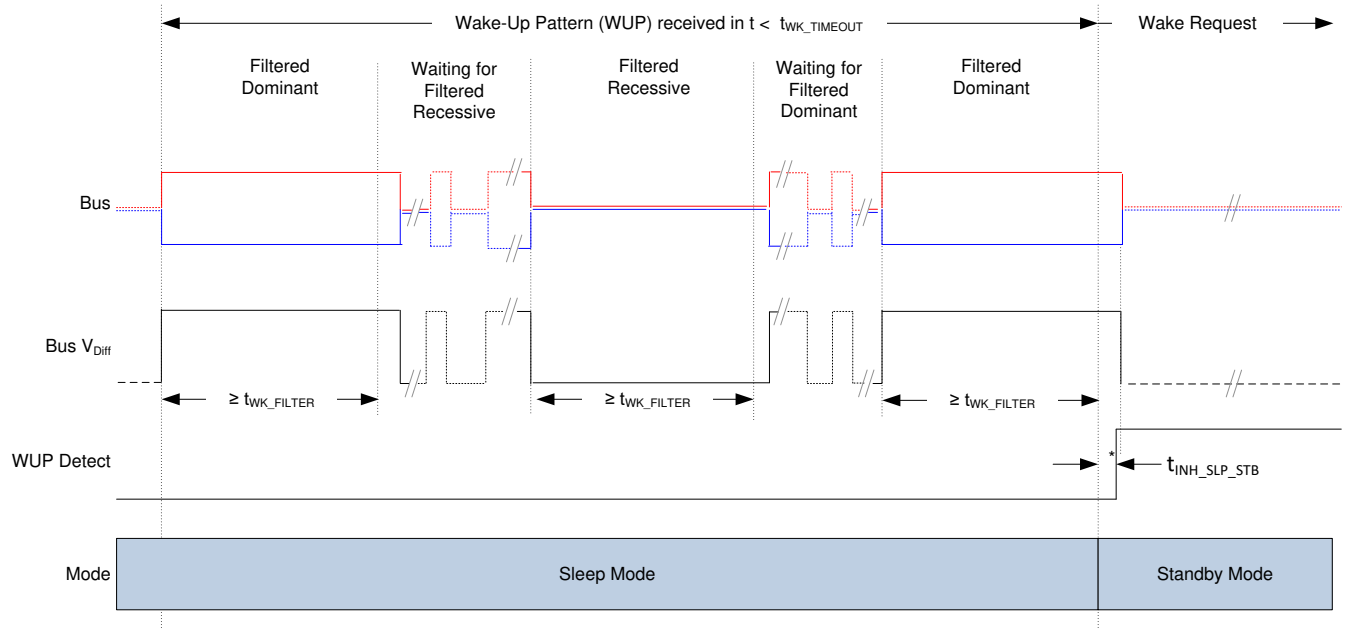 Wake-Up Pattern (WUP) received in t < tWK_TIMEOUT
Wake Request
Filtered
Dominant
Waiting for
Filtered
Recessive
Filtered
Recessive
Waiting for
Filtered
Dominant
Filtered
Dominant
Bus
Bus VDiff
≥ tWK_FILTER
≥ tWK_FILTER
≥ tWK_FILTER
WUP Detect
*
tINH_SLP_STB
Mode
Sleep Mode
Standby Mode